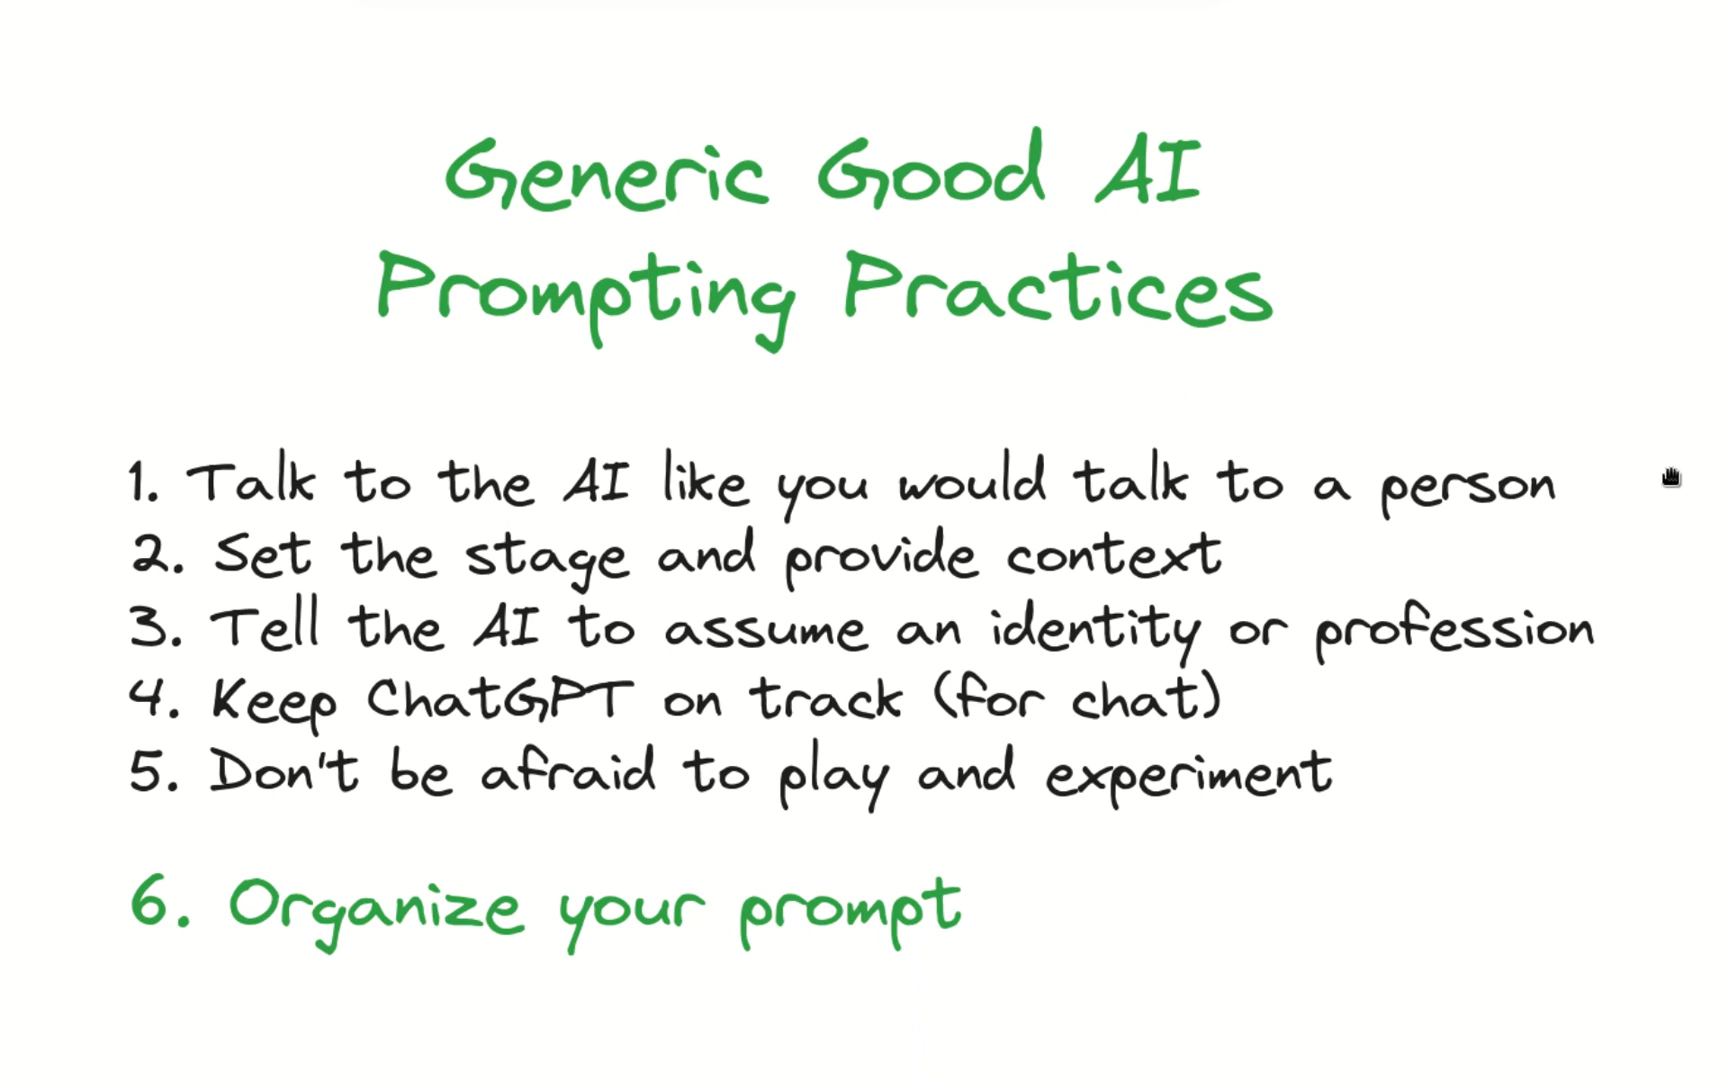 Generic Good AI
Prompting Practices
1. Talk to the AI like you would talk to a person
2. Set the stage and provide context
3. Tell the AI to assume an identity or profession
4. Keep ChatGPT on track (for chat)
5. Don't be afraid to play and experiment
6. Organize your prompt